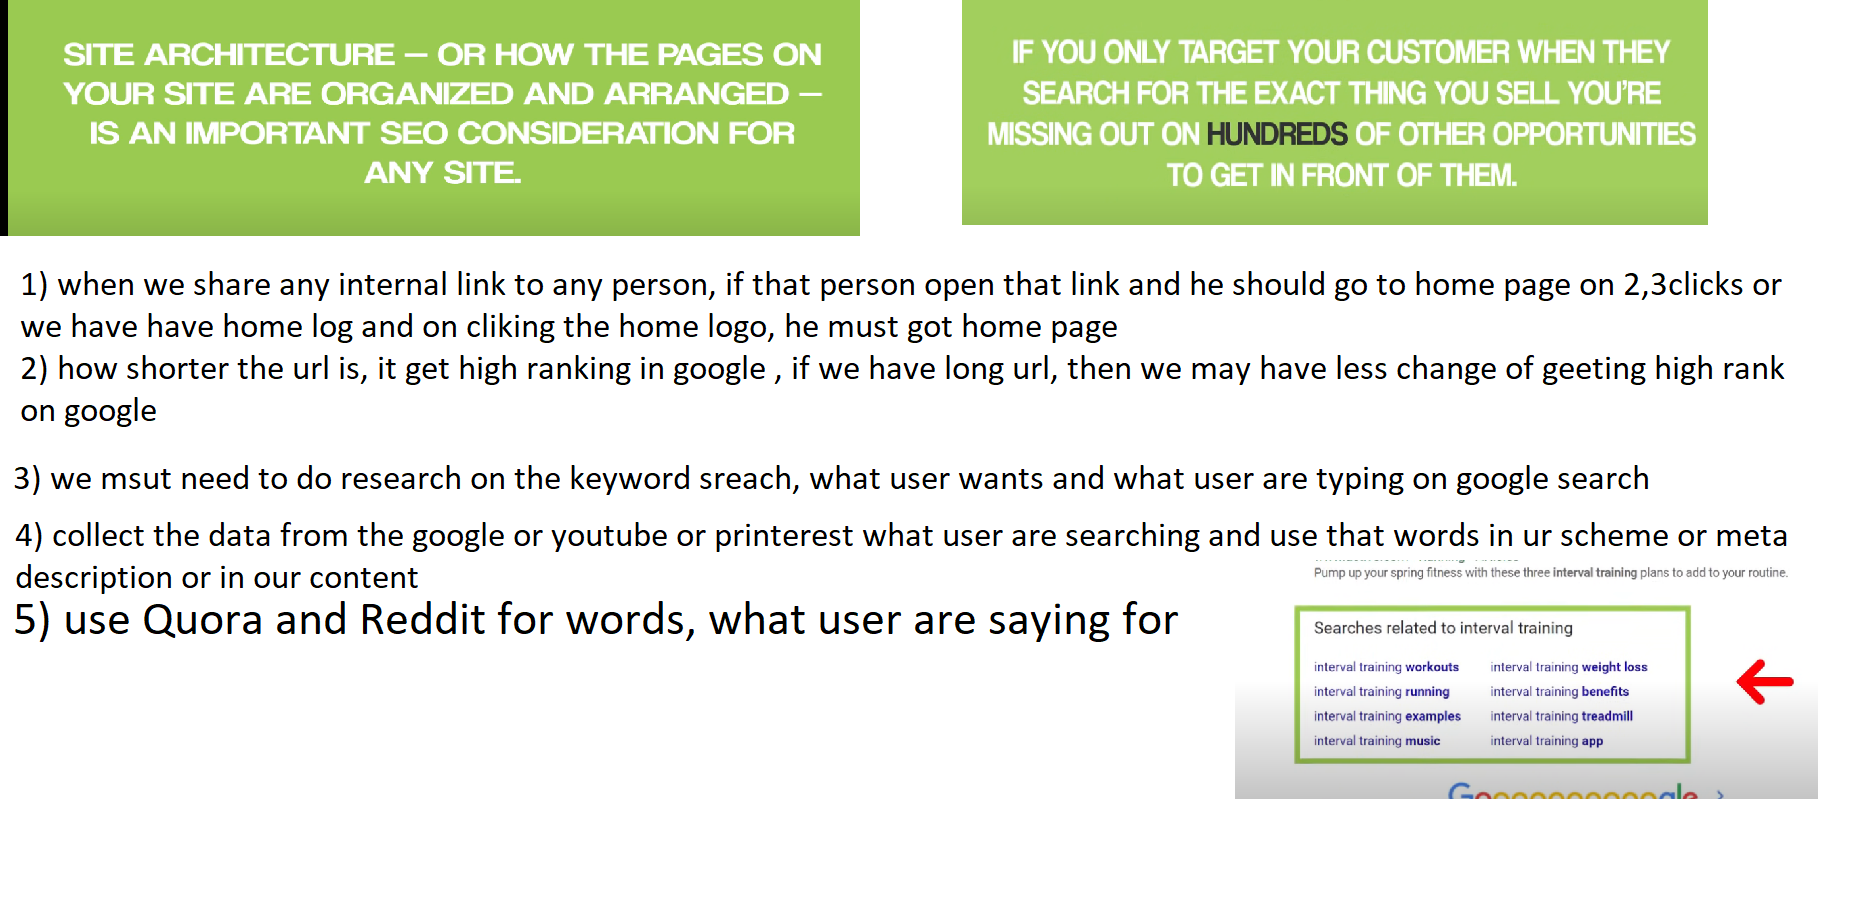 SITE ARCHITECTURE – OR HOW THE PAGES ON
YOUR SITE ARE ORGANIZED AND ARRANGED –
IS AN IMPORTANT SEO CONSIDERATION FOR
ANY SITE.
IF YOU ONLY TARGET YOUR CUSTOMER WHEN THEY
SEARCH FOR THE EXACT THING YOU SELL YOU'RE
MISSING OUT ON HUNDREDS OF OTHER OPPORTUNITIES
TO GET IN FRONT OF THEM.
1) when we share any internal link to any person, if that person open that link and he should go to home page on 2,3clicks or
we have have home log and on cliking the home logo, he must got home page
2) how shorter the url is, it get high ranking in google , if we have long url, then we may have less change of geeting high rank
on google
3) we msut need to do research on the keyword sreach, what user wants and what user are typing on google search
4) collect the data from the google or youtube or printerest what user are searching and use that words in ur scheme or meta
description or in our content
5) use Quora and Reddit for words, what user are saying for
Pump up your spring fitness with these three interval training plans to add to your routine.
Searches related to interval training
interval training workouts
interval training weight loss
interval training running
interval training benefits
interval training examples
interval training treadmill
interval training music
interval training app
Goooooooooogle >